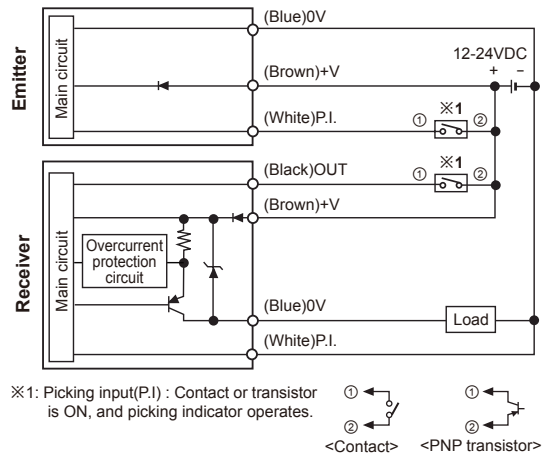 (Blue)0V
12-24VDC
+ −
Emitter
Main circuit
(Brown)+V
(White)P.I.
① ※1 ②
(Black)OUT
① ※1 ②
(Brown)+V
Receiver
Main circuit
Overcurrent
protection
circuit
(Blue)0V
Load
(White)P.I.
※1: Picking input(P.I) : Contact or transistor
is ON, and picking indicator operates.
① ①
② ②
<Contact> <PNP transistor>